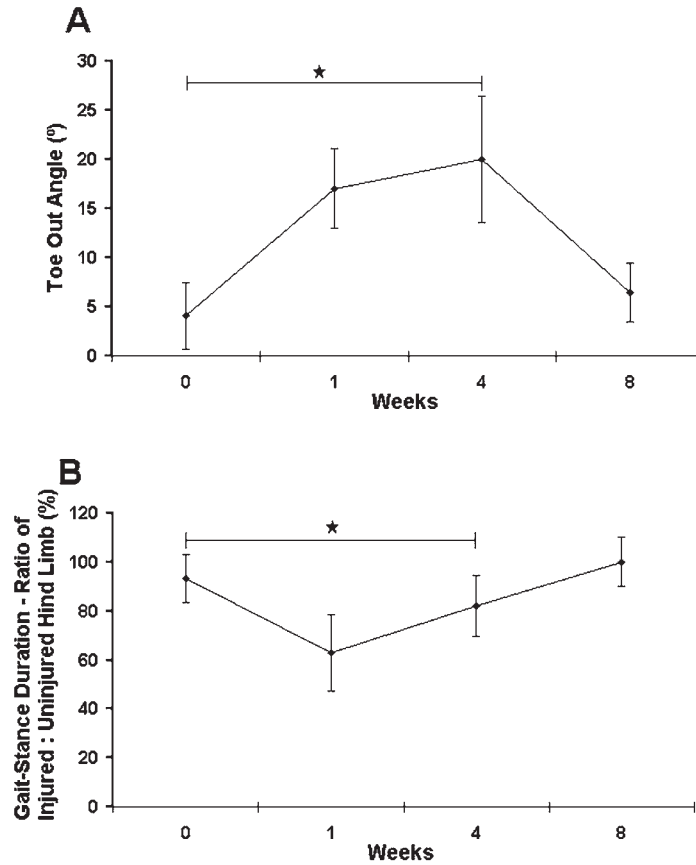 A
30
25
20
15
10
5
0
Toe Out Angle (º)
★
0 1 4 8
Weeks
B
120
100
80
60
40
20
0
Gait-Stance Duration - Ratio of
Injured : Uninjured Hind Limb (%)
★
0 1 4 8
Weeks